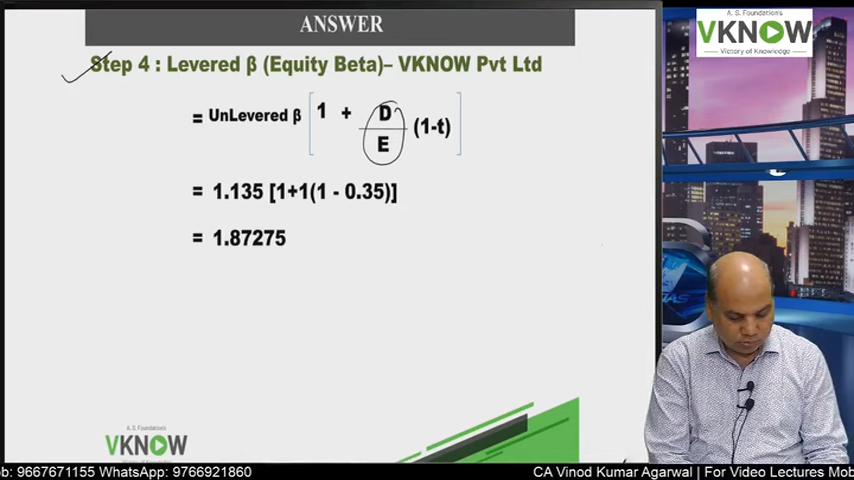 ANSWER
A. S. Foundation's
VKNOW
Victory of Knowledge
Step 4 : Levered β (Equity Beta)– VKNOW Pvt Ltd
= UnLevered β [ 1 + D/E (1-t) ]
= 1.135 [1+1(1 - 0.35)]
= 1.87275
A. S. Foundation's
VKNOW
ob: 9667671155 WhatsApp: 9766921860
CA Vinod Kumar Agarwal | For Video Lectures Mob